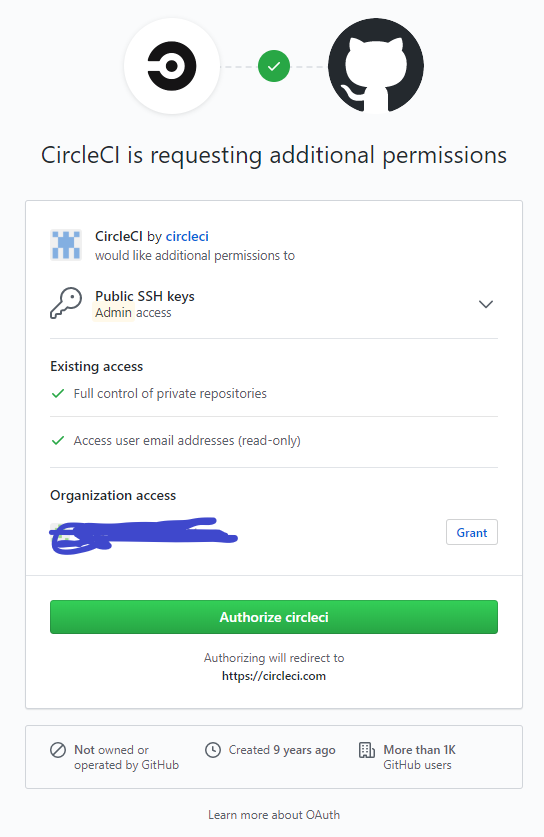 CircleCI is requesting additional permissions
CircleCI by circleci
would like additional permissions to
Public SSH keys
Admin access
Existing access
Full control of private repositories
Access user email addresses (read-only)
Organization access
Grant
Authorize circleci
Authorizing will redirect to
https://circleci.com
Not owned or
operated by GitHub
Created 9 years ago
More than 1K
GitHub users
Learn more about OAuth